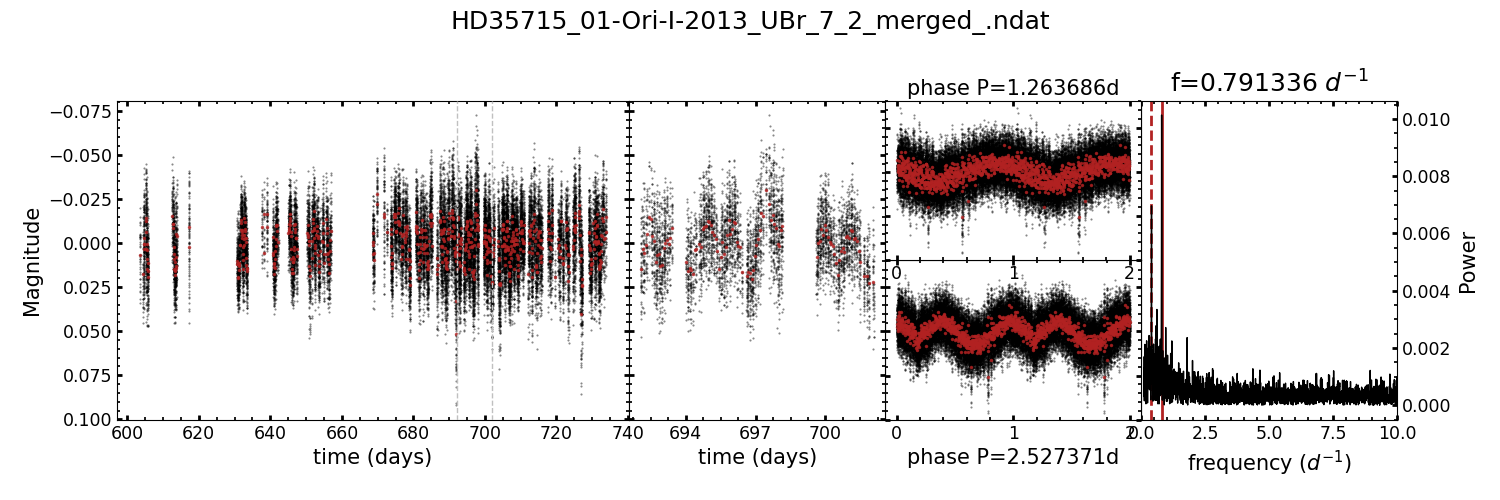 HD35715_01-Ori-I-2013_UBr_7_2_merged_.ndat
phase P=1.263686d
f=0.791336 d⁻¹
Magnitude
−0.075
−0.050
−0.025
0.000
0.025
0.050
0.075
0.100
600 620 640 660 680 700 720 740
time (days)
694 697 700
time (days)
0 1 2
0 1 2
phase P=2.527371d
0.0 2.5 5.0 7.5 10.0
frequency (d⁻¹)
0.010
0.008
0.006
0.004
0.002
0.000
Power